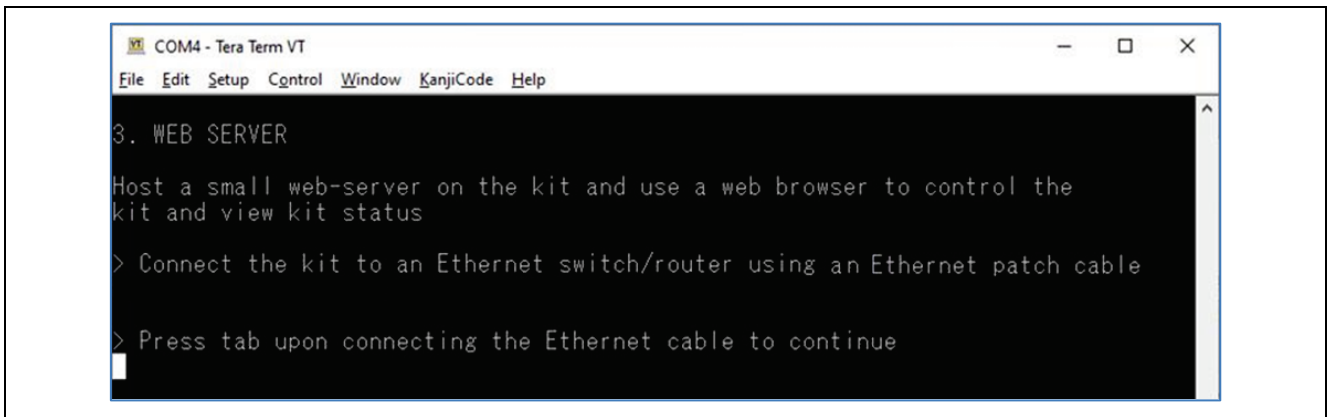 COM4 - Tera Term VT
File Edit Setup Control Window KanjiCode Help
3. WEB SERVER
Host a small web-server on the kit and use a web browser to control the
kit and view kit status
> Connect the kit to an Ethernet switch/router using an Ethernet patch cable
> Press tab upon connecting the Ethernet cable to continue